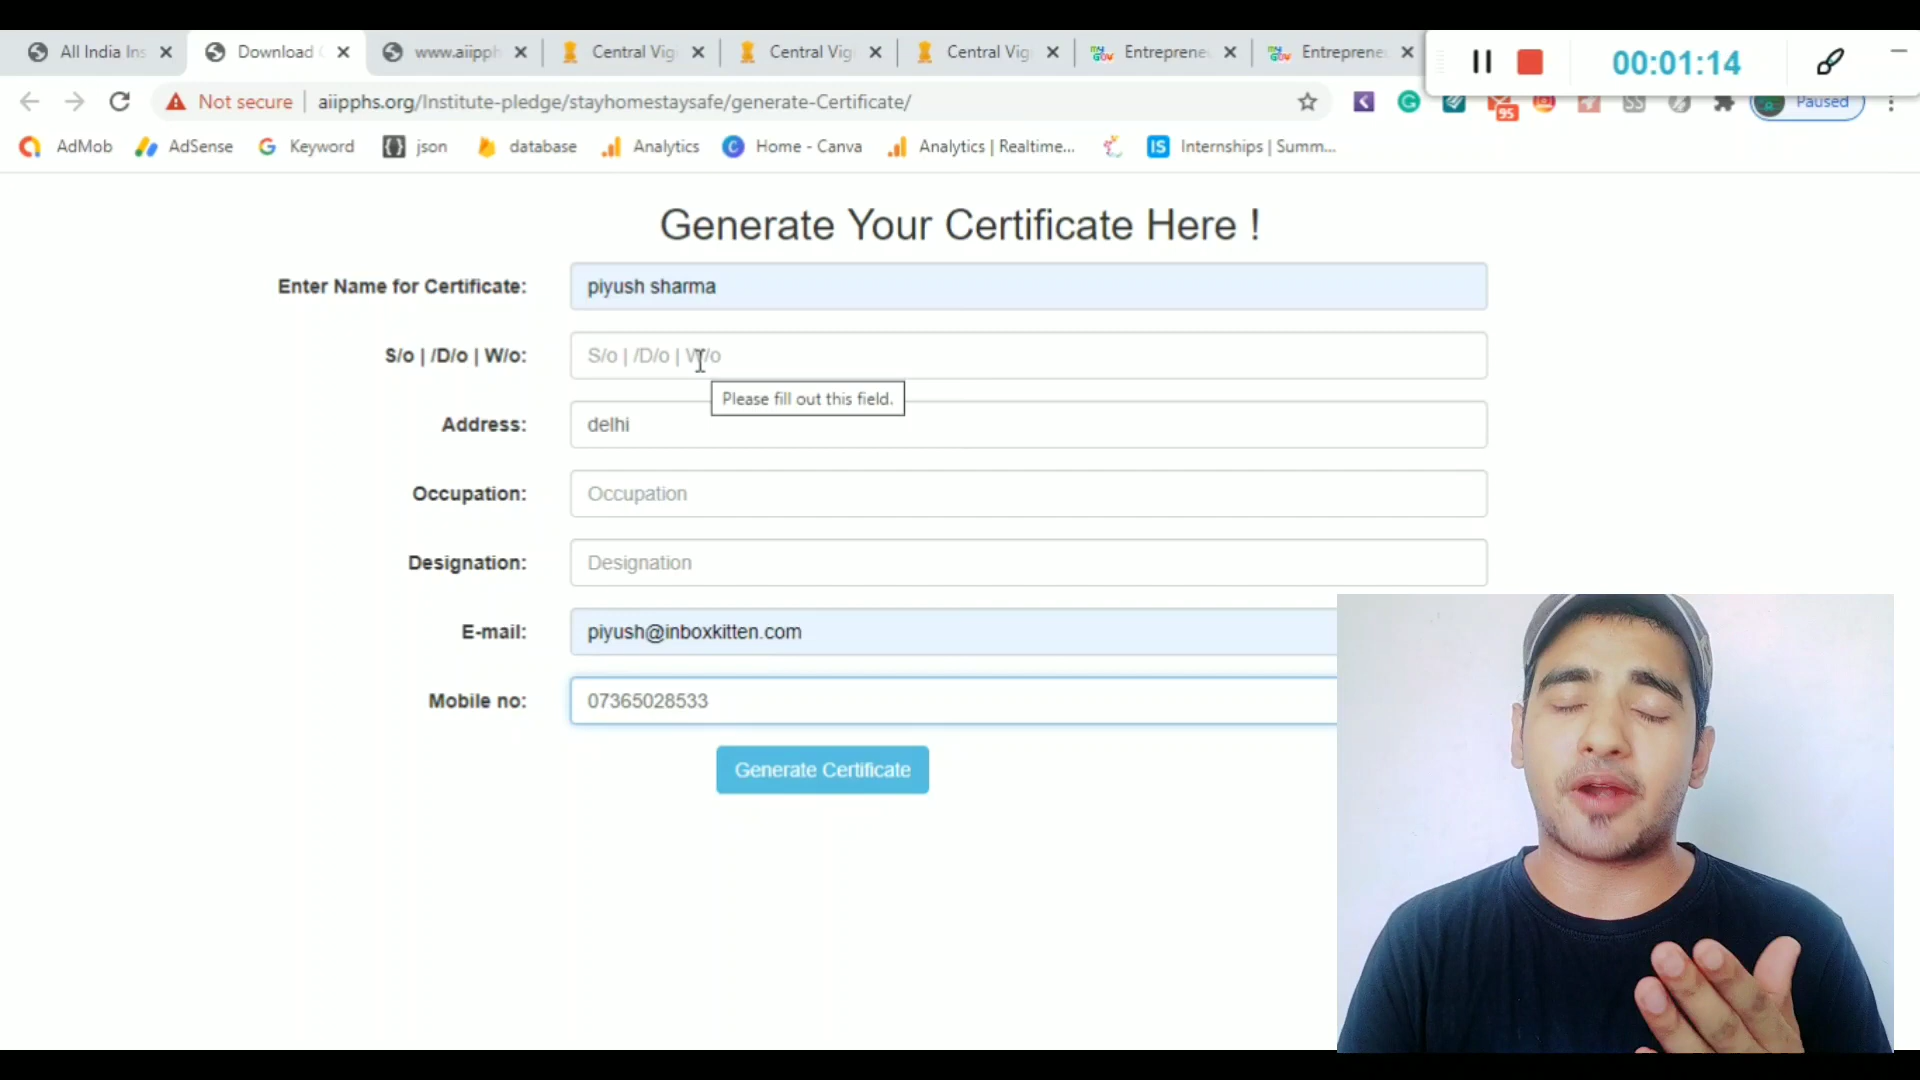 All India Ins
Download
www.aiipph
Central Vig
Central Vig
Central Vig
Entreprene
Entreprene
00:01:14
Not secure
aiipphs.org/Institute-pledge/stayhomestaysafe/generate-Certificate/
95
SS
Paused
AdMob
AdSense
Keyword
json
database
Analytics
Home - Canva
Analytics | Realtime...
IS
Internships | Summ...
Generate Your Certificate Here !
Enter Name for Certificate:
piyush sharma
S/o | /D/o | W/o:
S/o | /D/o | W/o
Please fill out this field.
Address:
delhi
Occupation:
Occupation
Designation:
Designation
E-mail:
piyush@inboxkitten.com
Mobile no:
07365028533
Generate Certificate